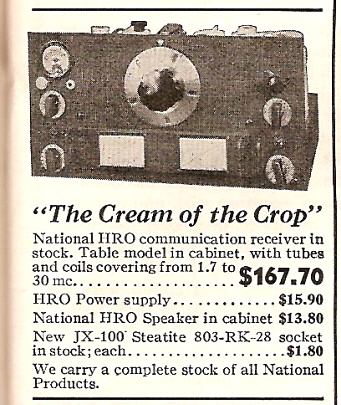 "The Cream of the Crop"
National HRO communication receiver in
stock. Table model in cabinet, with tubes
and coils covering from 1.7 to
30 mc.................. $167.70
HRO Power supply........... $15.90
National HRO Speaker in cabinet $13.80
New JX-100 Steatite 803-RK-28 socket
in stock; each.................. $1.80
We carry a complete stock of all National
Products.